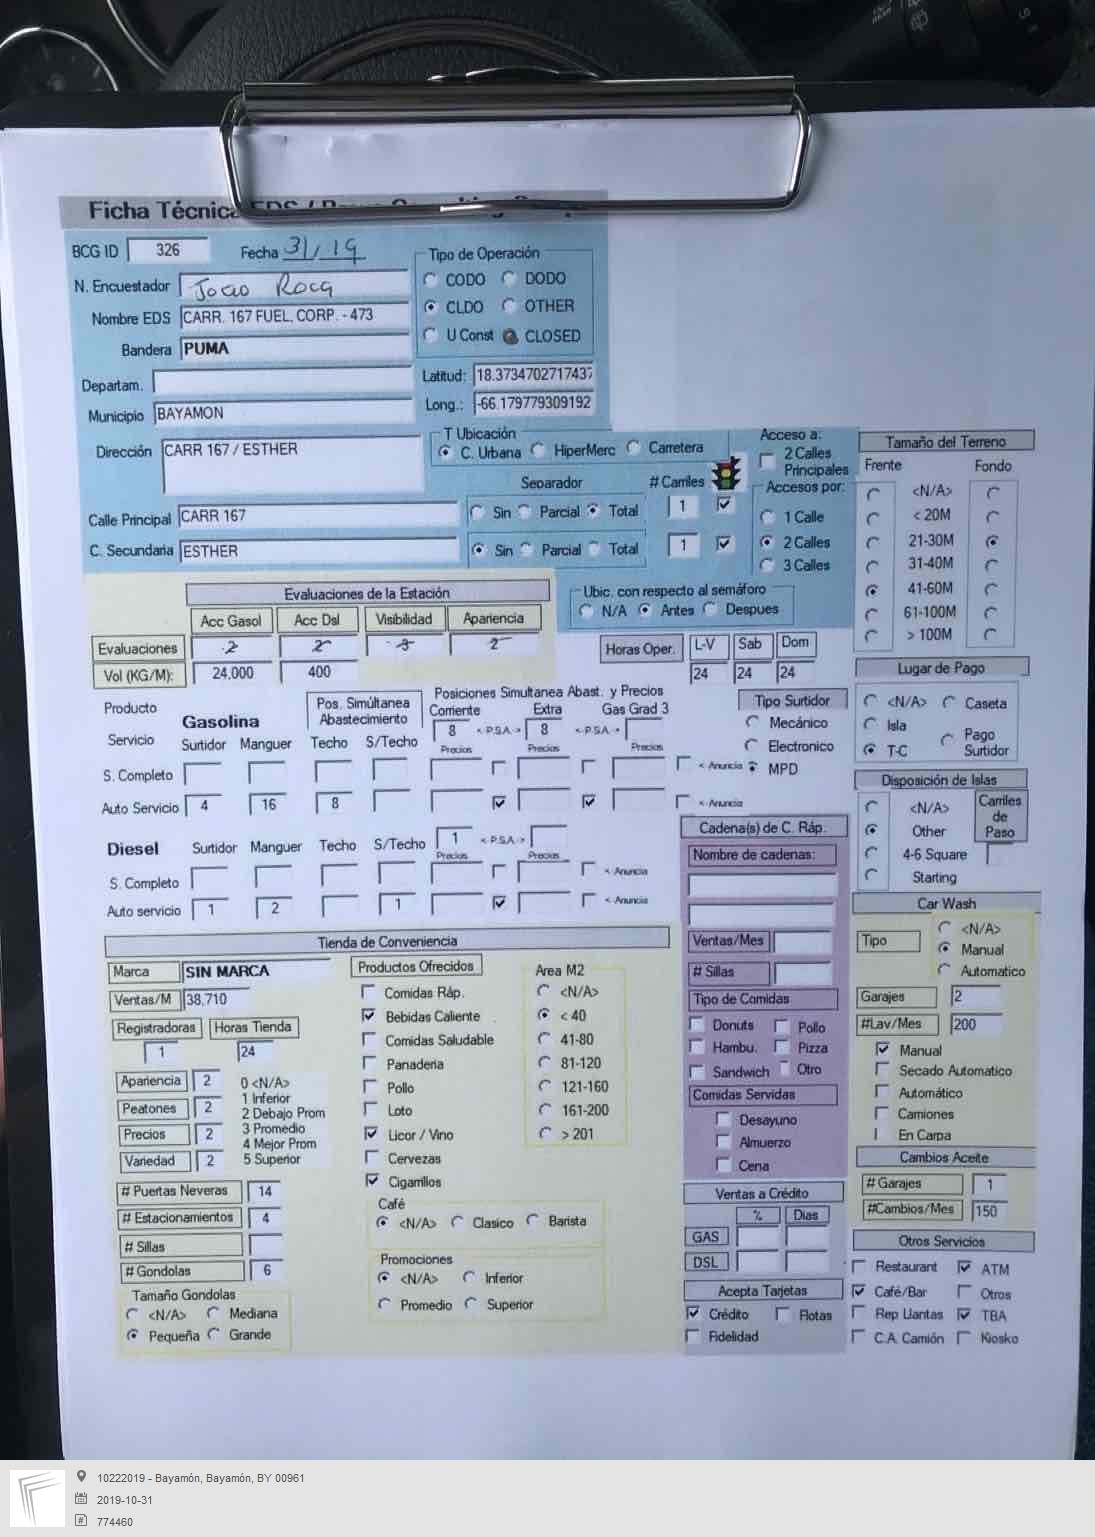 Ficha Técnica EDS /
BCG ID 326 Fecha 31/19
N. Encuestador Joao Roca
Nombre EDS CARR. 167 FUEL, CORP. - 473
Bandera PUMA
Tipo de Operación
CODO DODO
CLDO OTHER
U Const CLOSED
Departam.
Latitud: 18.3734702717437
Municipio BAYAMON
Long.: -66.179779309192
Dirección CARR 167 / ESTHER
T Ubicación
C. Urbana HiperMerc Carretera
Acceso a:
2 Calles Principales
Separador # Carriles
Calle Principal CARR 167
Sin Parcial Total 1
C. Secundaria ESTHER
Sin Parcial Total 1
Accesos por:
1 Calle
2 Calles
3 Calles
Ubic. con respecto al semáforo
N/A Antes Despues
Tamaño del Terreno
Frente Fondo
<N/A>
< 20M
21-30M
31-40M
41-60M
61-100M
> 100M
Evaluaciones de la Estación
Acc Gasol Acc Dsl Visibilidad Apariencia
Evaluaciones 2 2 3 2
Vol (KG/M): 24,000 400
Horas Oper. L-V Sab Dom
24 24 24
Lugar de Pago
<N/A> Caseta
Isla Pago
T-C Surtidor
Producto Gasolina
Pos. Simúltanea Abastecimiento
Posiciones Simultanea Abast. y Precios
Corriente Extra Gas Grad 3
8 < P.S.A. > 8 < P.S.A. >
Precios Precios Precios
Servicio Surtidor Manguer Techo S/Techo
S. Completo < Anuncia
Auto Servicio 4 16 8 < Anuncia
Tipo Surtidor
Mecánico
Electronico
MPD
Disposición de Islas
<N/A>
Other
4-6 Square
Starting
Carriles de Paso
Diesel Surtidor Manguer Techo S/Techo 1 < P.S.A. >
Precios Precios
S. Completo < Anuncia
Auto servicio 1 2 1 < Anuncia
Cadena(s) de C. Ráp.
Nombre de cadenas:
Ventas/Mes
# Sillas
Tipo de Comidas
Donuts Pollo
Hambu. Pizza
Sandwich Otro
Comidas Servidas
Desayuno
Almuerzo
Cena
Car Wash
Tipo
<N/A>
Manual
Automatico
Garajes 2
#Lav/Mes 200
Manual
Secado Automatico
Automático
Camiones
En Carpa
Cambios Aceite
# Garajes 1
#Cambios/Mes 150
Tienda de Conveniencia
Marca SIN MARCA
Ventas/M 38,710
Registradoras Horas Tienda
1 24
Apariencia 2
Peatones 2
Precios 2
Variedad 2
0 <N/A>
1 Inferior
2 Debajo Prom
3 Promedio
4 Mejor Prom
5 Superior
# Puertas Neveras 14
# Estacionamientos 4
# Sillas
# Gondolas 6
Tamaño Gondolas
<N/A> Mediana
Pequeña Grande
Productos Ofrecidos
Comidas Ráp.
Bebidas Caliente
Comidas Saludable
Panaderia
Pollo
Loto
Licor / Vino
Cervezas
Cigarrillos
Area M2
<N/A>
< 40
41-80
81-120
121-160
161-200
> 201
Café
<N/A> Clasico Barista
Promociones
<N/A> Inferior
Promedio Superior
Ventas a Crédito
% Dias
GAS
DSL
Acepta Tarjetas
Crédito Flotas
Fidelidad
Otros Servicios
Restaurant ATM
Café/Bar Otros
Rep Llantas TBA
C.A. Camión Kiosko
10222019 - Bayamón, Bayamón, BY 00961
2019-10-31
774460